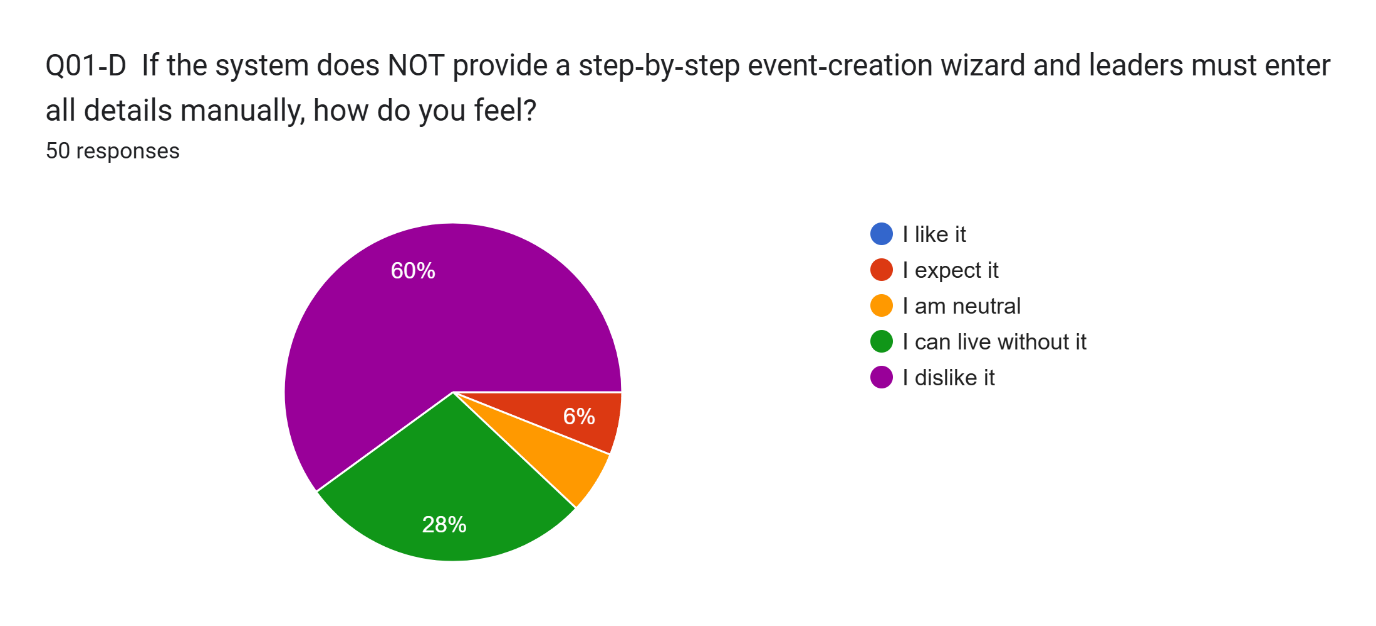 Q01-D  If the system does NOT provide a step-by-step event-creation wizard and leaders must enter
all details manually, how do you feel?
50 responses
60%
6%
28%
I like it
I expect it
I am neutral
I can live without it
I dislike it